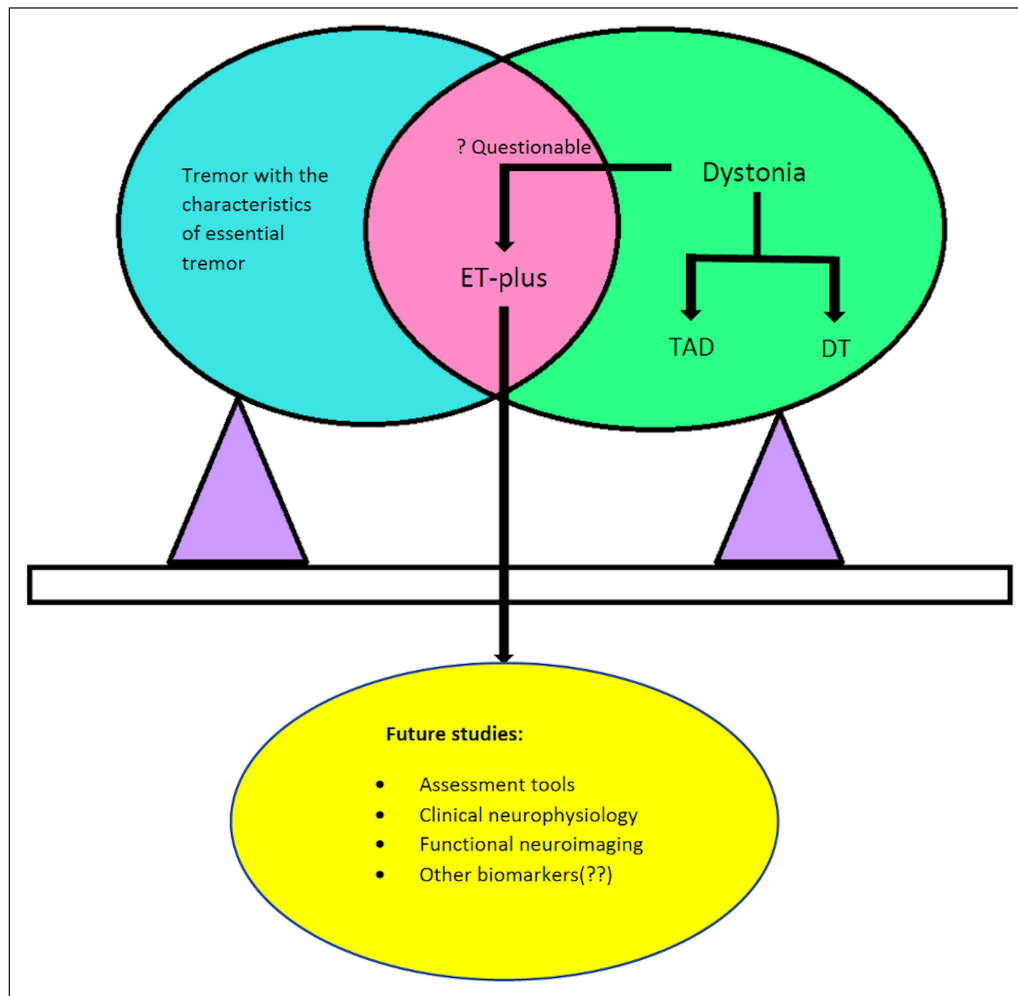 ? Questionable
Tremor with the
characteristics
of essential
tremor
Dystonia
ET-plus
TAD
DT
Future studies:
• Assessment tools
• Clinical neurophysiology
• Functional neuroimaging
• Other biomarkers(??)